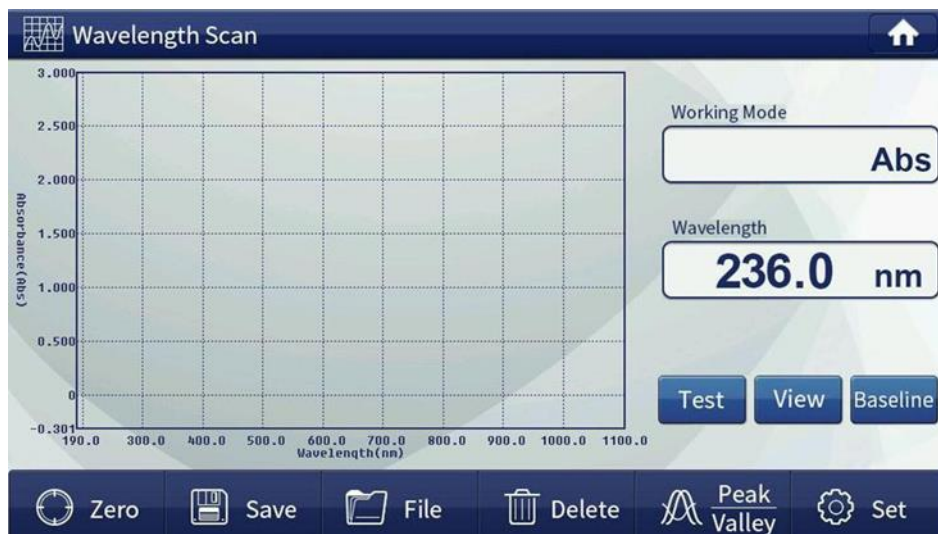 Wavelength Scan
3.000
2.500
2.000
1.500
1.000
0.500
0
-0.301
Absorbance(Abs)
190.0 300.0 400.0 500.0 600.0 700.0 800.0 900.0 1000.0 1100.0
Wavelength(nm)
Working Mode
Abs
Wavelength
236.0 nm
Test View Baseline
Zero Save File Delete Peak Valley Set